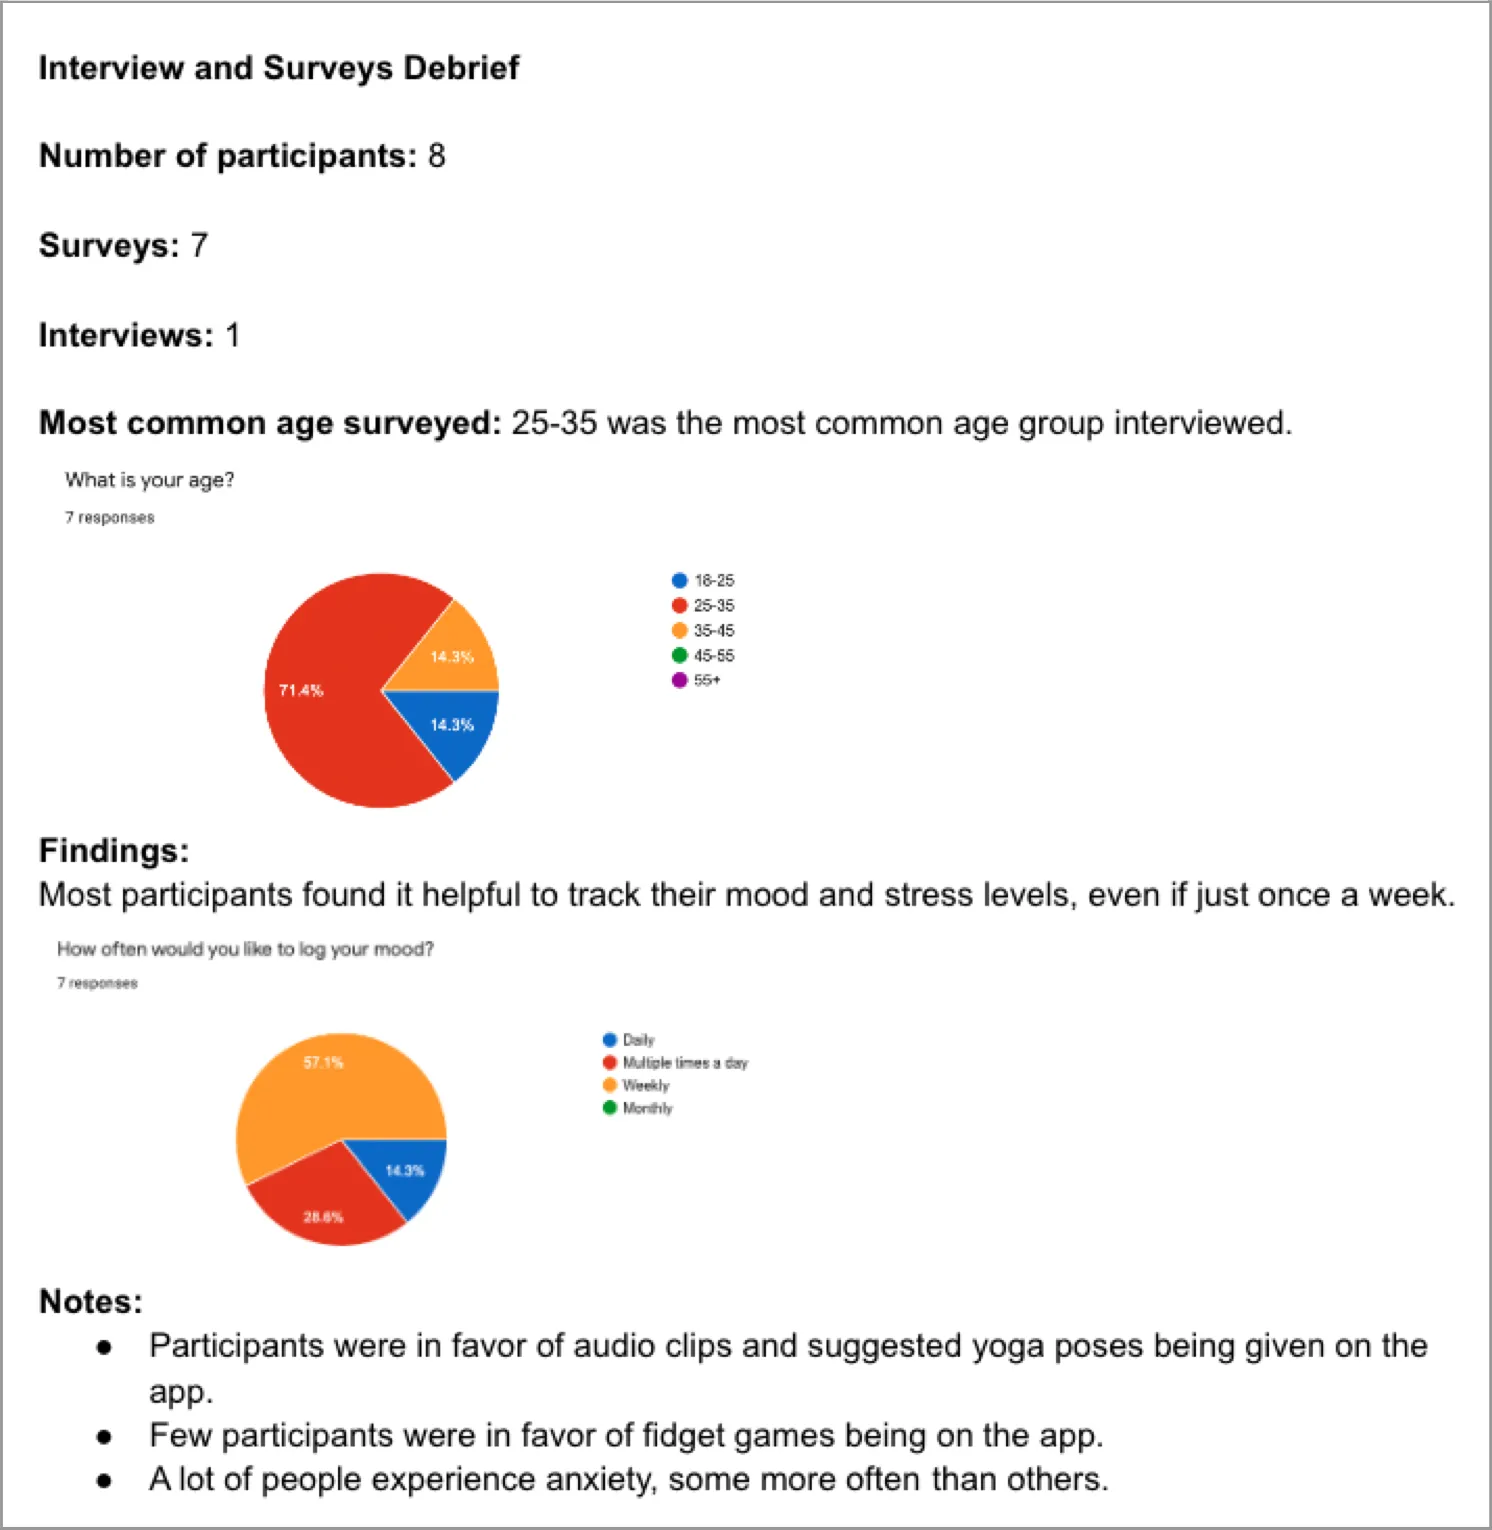 Interview and Surveys Debrief
Number of participants: 8
Surveys: 7
Interviews: 1
Most common age surveyed: 25-35 was the most common age group interviewed.
What is your age?
7 responses
18-25
25-35
35-45
45-55
55+
14.3%
71.4%
14.3%
Findings:
Most participants found it helpful to track their mood and stress levels, even if just once a week.
How often would you like to log your mood?
7 responses
Daily
Multiple times a day
Weekly
Monthly
57.1%
14.3%
28.6%
Notes:
● Participants were in favor of audio clips and suggested yoga poses being given on the
app.
● Few participants were in favor of fidget games being on the app.
● A lot of people experience anxiety, some more often than others.